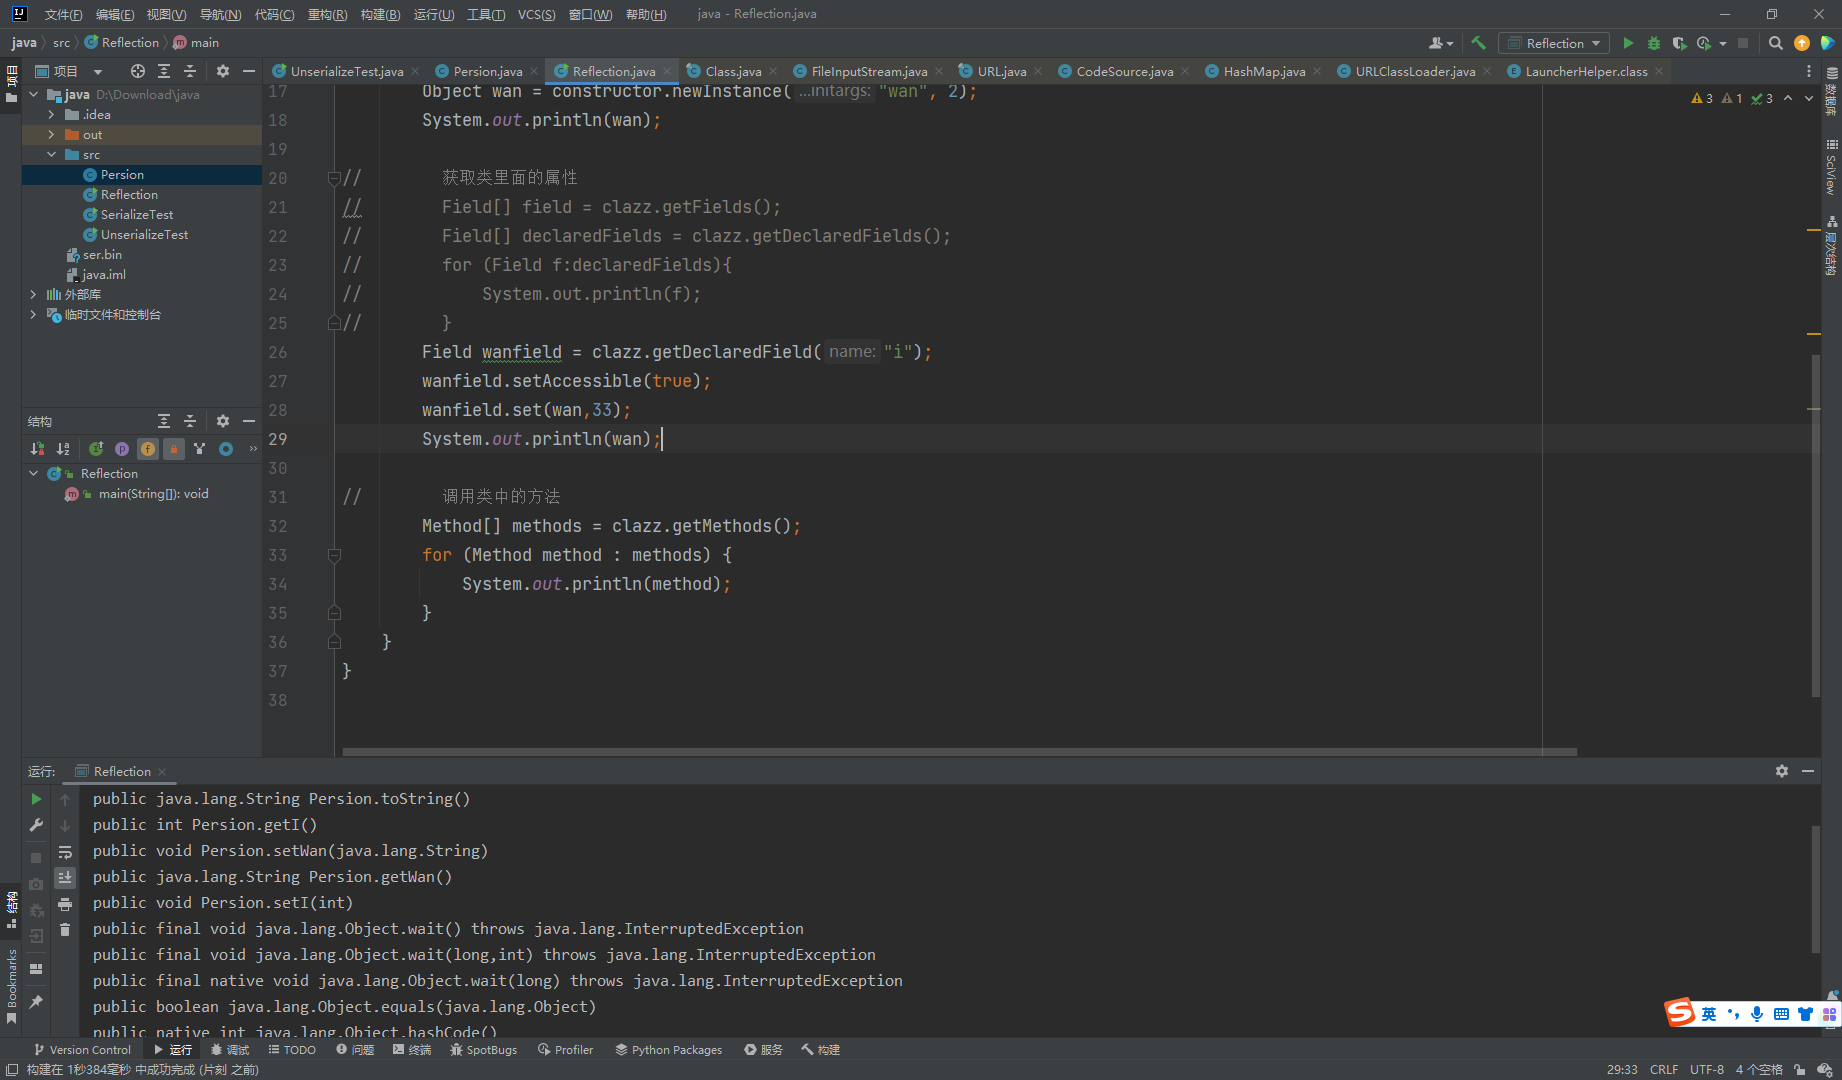 文件(F) 编辑(E) 视图(V) 导航(N) 代码(C) 重构(R) 构建(B) 运行(U) 工具(T) VCS(S) 窗口(W) 帮助(H) java - Reflection.java
java src Reflection main
Reflection
项目
UnserializeTest.java Persion.java Reflection.java Class.java FileInputStream.java URL.java CodeSource.java HashMap.java URLClassLoader.java LauncherHelper.class
项目
java D:\Download\java
.idea
out
src
Persion
Reflection
SerializeTest
UnserializeTest
ser.bin
java.iml
外部库
临时文件和控制台
结构
Reflection
main(String[]): void
3 1 3
17 Object wan = constructor.newInstance( ...initargs: "wan", 2);
18 System.out.println(wan);
19
20 // 获取类里面的属性
21 // Field[] field = clazz.getFields();
22 // Field[] declaredFields = clazz.getDeclaredFields();
23 // for (Field f:declaredFields){
24 // System.out.println(f);
25 // }
26 Field wanfield = clazz.getDeclaredField( name: "i");
27 wanfield.setAccessible(true);
28 wanfield.set(wan,33);
29 System.out.println(wan);
30
31 // 调用类中的方法
32 Method[] methods = clazz.getMethods();
33 for (Method method : methods) {
34 System.out.println(method);
35 }
36 }
37 }
38
数据库
SciView
层次结构
运行: Reflection
public java.lang.String Persion.toString()
public int Persion.getI()
public void Persion.setWan(java.lang.String)
public java.lang.String Persion.getWan()
public void Persion.setI(int)
public final void java.lang.Object.wait() throws java.lang.InterruptedException
public final void java.lang.Object.wait(long,int) throws java.lang.InterruptedException
public final native void java.lang.Object.wait(long) throws java.lang.InterruptedException
public boolean java.lang.Object.equals(java.lang.Object)
public native int java.lang.Object.hashCode()
结构
Bookmarks
英
Version Control 运行 调试 TODO 问题 终端 SpotBugs Profiler Python Packages 服务 构建
构建在 1秒384毫秒 中成功完成 (片刻 之前)
29:33 CRLF UTF-8 4 个空格